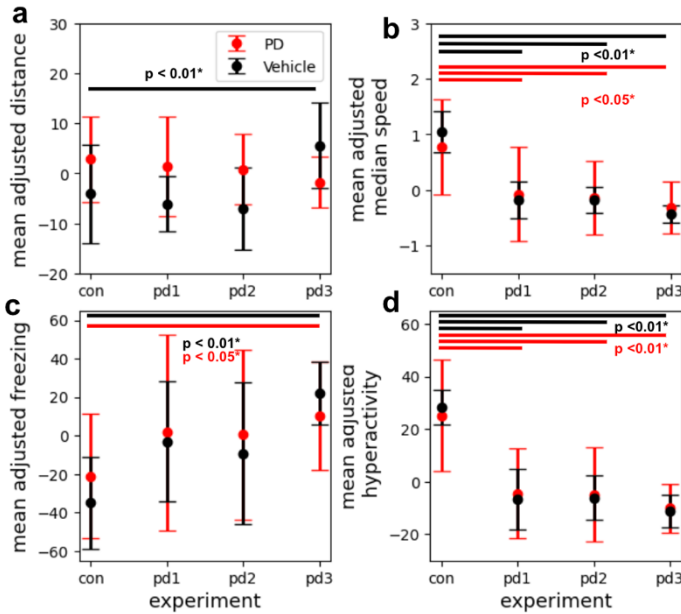 a
mean adjusted distance
30
20
10
0
−10
−20
PD
Vehicle
p < 0.01*
con pd1 pd2 pd3
b
mean adjusted
median speed
3
2
1
0
−1
p <0.01*
p <0.05*
con pd1 pd2 pd3
c
mean adjusted freezing
60
40
20
0
−20
−40
−60
p < 0.01*
p < 0.05*
con pd1 pd2 pd3
experiment
d
mean adjusted
hyperactivity
60
40
20
0
−20
p <0.01*
p <0.01*
con pd1 pd2 pd3
experiment